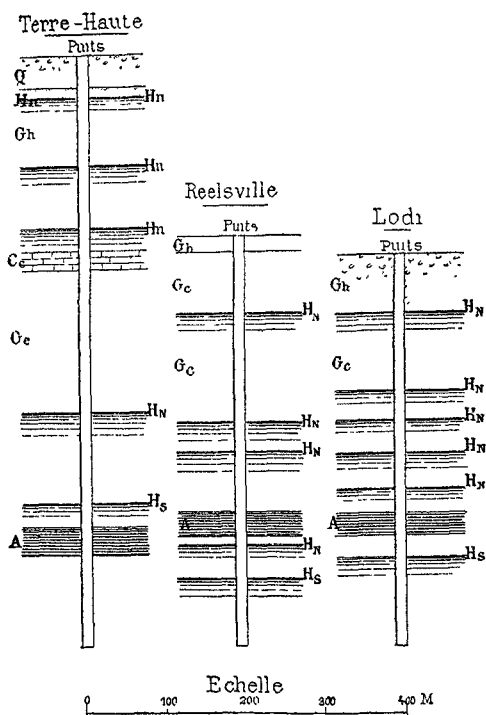 Terre-Haute
Puits
Q
Hn Hn
Gh
Hn
Hn
Cc
Gc
HN
HS
A
Reelsville
Puits
Gh
Gc
HN
Gc
HN
HN
A
HN
HS
Lodi
Puits
Gh
HN
Gc
HN
HN
HN
HN
A
HS
Echelle
0 100 200 300 400 M